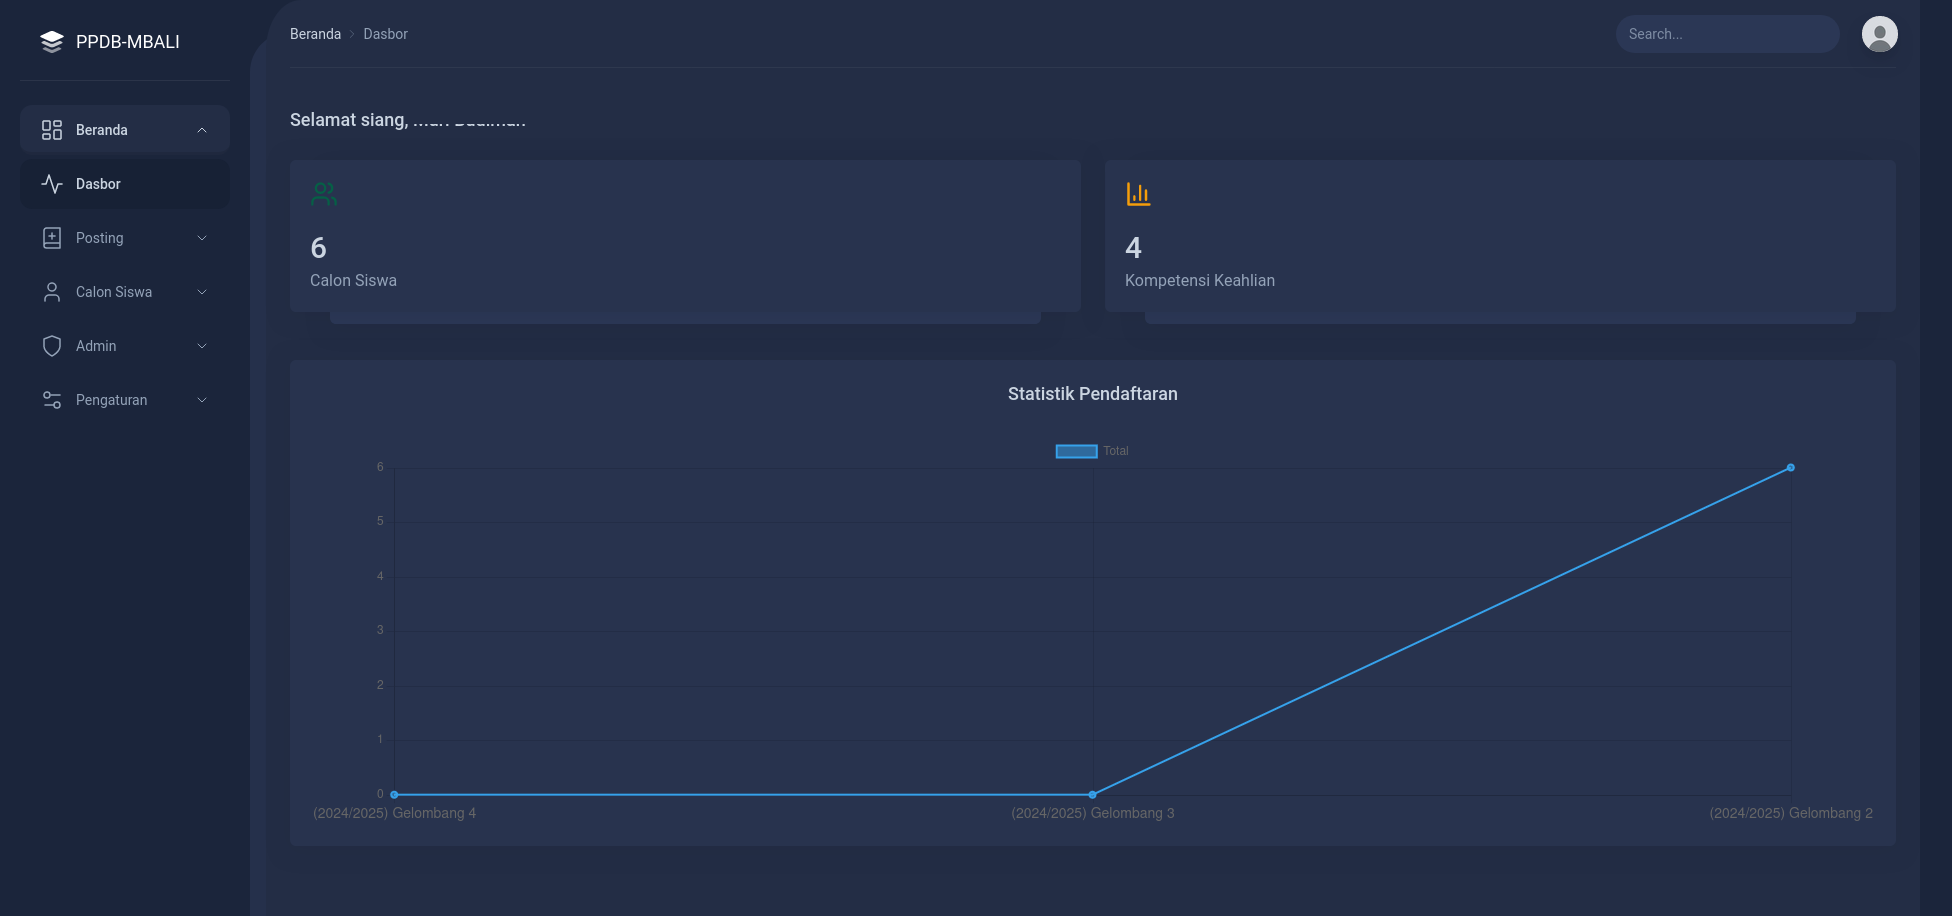 PPDB-MBALI
Beranda
Dasbor
Posting
Calon Siswa
Admin
Pengaturan
Beranda > Dasbor
Search...
Selamat siang,
6
Calon Siswa
4
Kompetensi Keahlian
Statistik Pendaftaran
Total
6
5
4
3
2
1
0
(2024/2025) Gelombang 4 (2024/2025) Gelombang 3 (2024/2025) Gelombang 2